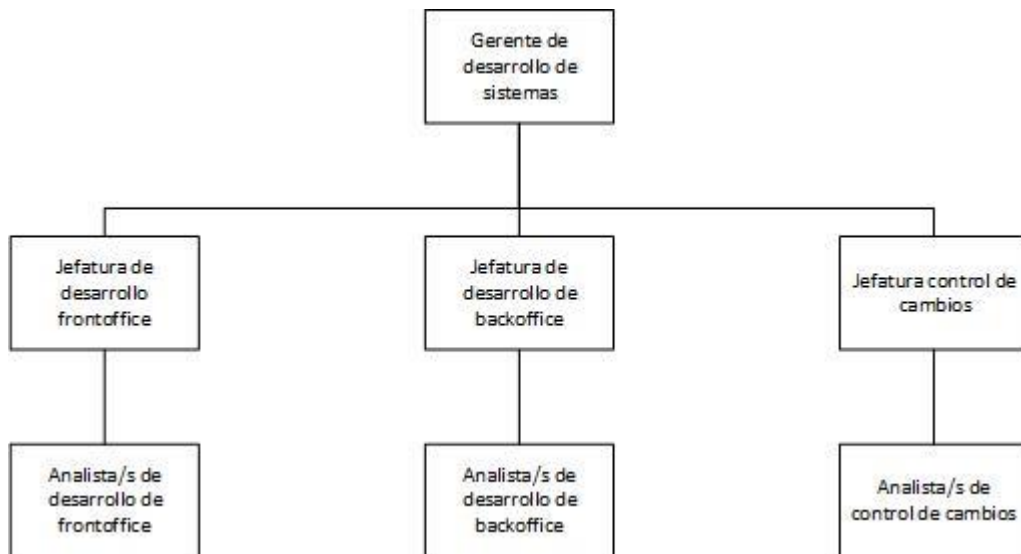 Gerente de
desarrollo de
sistemas
Jefatura de
desarrollo
frontoffice
Jefatura de
desarrollo de
backoffice
Jefatura control de
cambios
Analista/s de
desarrollo de
frontoffice
Analista/s de
desarrollo de
backoffice
Analista/s de
control de cambios